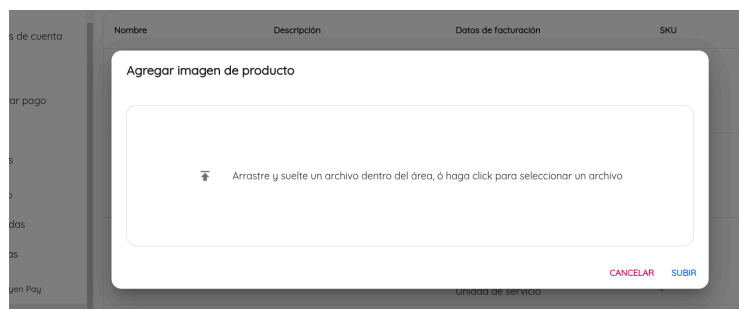 Nombre Descripción Datos de facturación SKU
s de cuenta
Agregar imagen de producto
ar pago
s
Arrastre y suelte un archivo dentro del área, ó haga click para seleccionar un archivo
das
as
CANCELAR SUBIR
yen Pay
Unidad de servicio